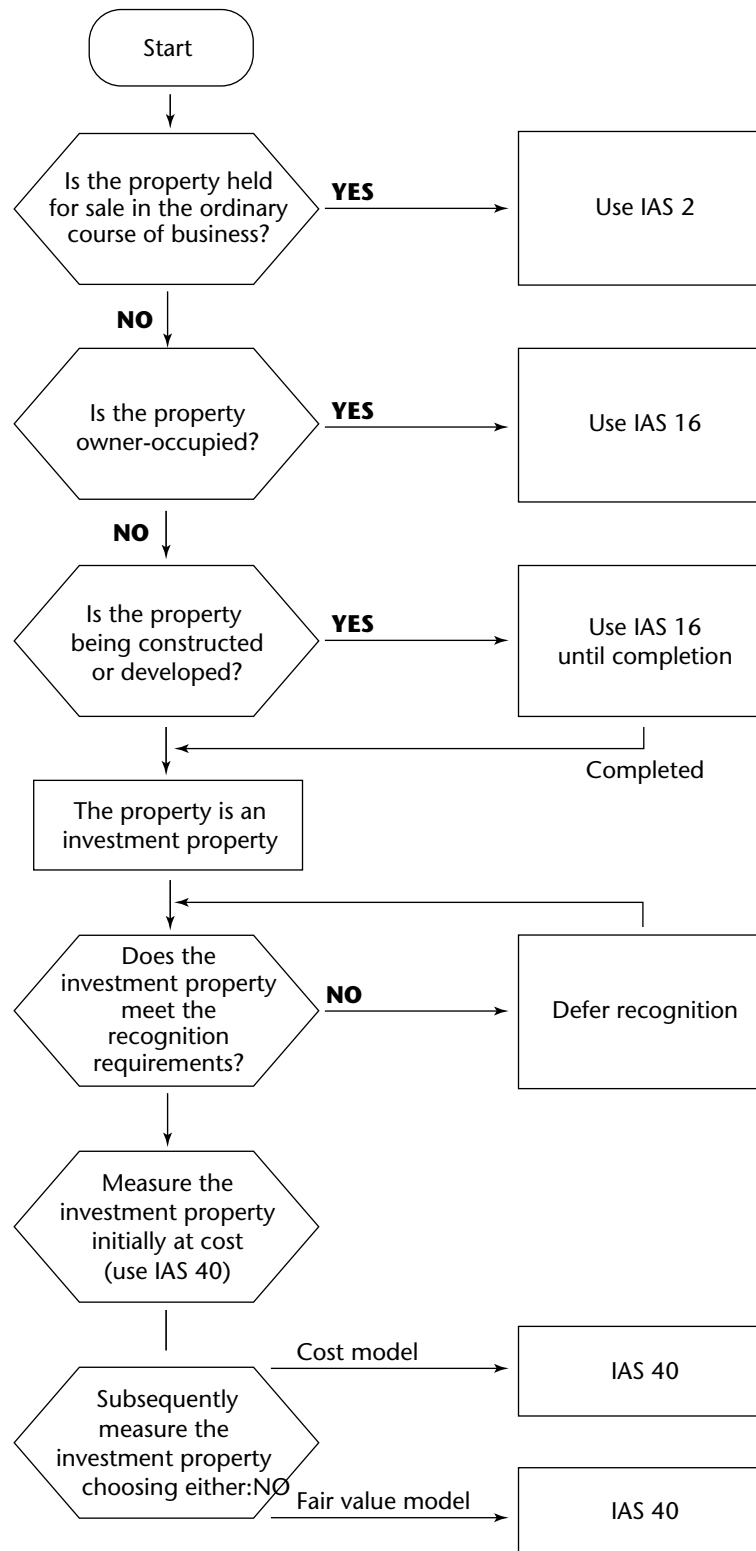 Start
Is the property held
for sale in the ordinary
course of business?
YES
Use IAS 2
NO
Is the property
owner-occupied?
YES
Use IAS 16
NO
Is the property
being constructed
or developed?
YES
Use IAS 16
until completion
Completed
The property is an
investment property
Does the
investment property
meet the
recognition
requirements?
NO
Defer recognition
Measure the
investment property
initially at cost
(use IAS 40)
Subsequently
measure the
investment property
choosing either:NO
Cost model
IAS 40
Fair value model
IAS 40